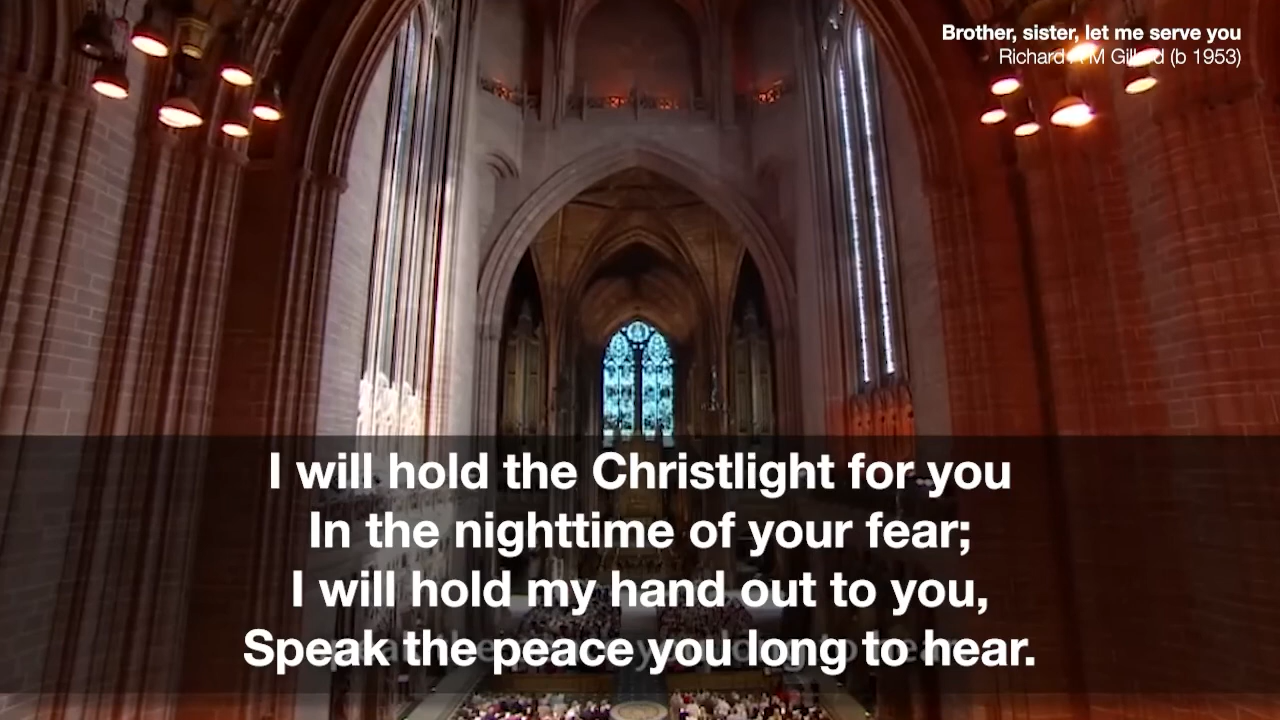 Brother, sister, let me serve you
Richard A M Gillard (b 1953)
I will hold the Christlight for you
In the nighttime of your fear;
I will hold my hand out to you,
Speak the peace you long to hear.